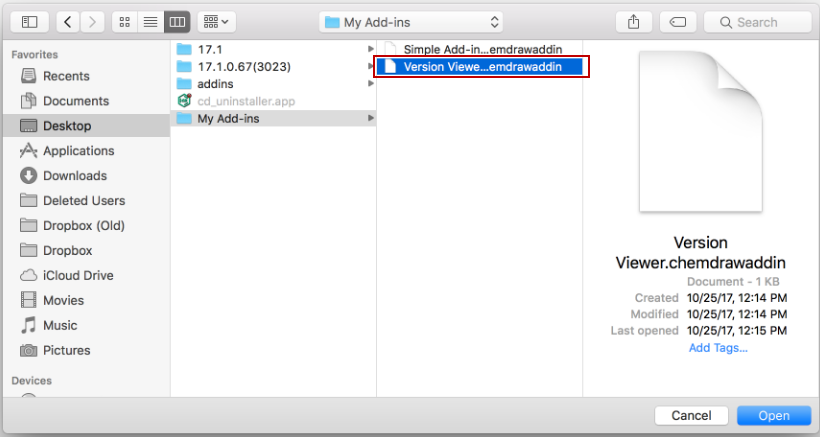 My Add-ins
Search
Favorites
Recents
Documents
Desktop
Applications
Downloads
Deleted Users
Dropbox (Old)
Dropbox
iCloud Drive
Movies
Music
Pictures
Devices
17.1
17.1.0.67(3023)
addins
cd_uninstaller.app
My Add-ins
Simple Add-in...emdrawaddin
Version Viewe...emdrawaddin
Version
Viewer.chemdrawaddin
Document - 1 KB
Created 10/25/17, 12:14 PM
Modified 10/25/17, 12:14 PM
Last opened 10/25/17, 12:15 PM
Add Tags...
Cancel
Open